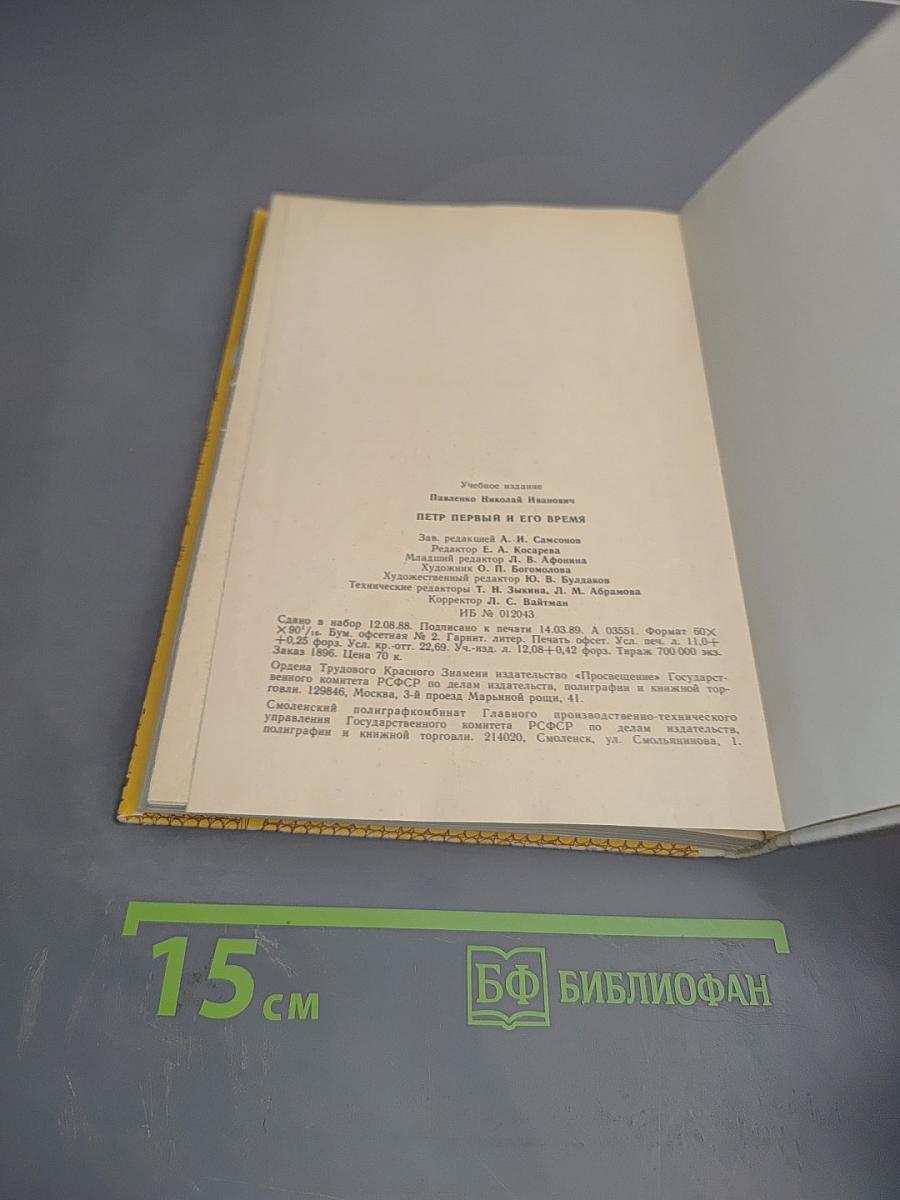 Учебное издание
Павленко Николай Иванович
ПЕТР ПЕРВЫЙ И ЕГО ВРЕМЯ
Зав. редакцией А. И. Самсонов
Редактор Е. А. Косарева
Младший редактор Л. В. Афонина
Художник О. П. Богомолова
Художественный редактор Ю. В. Булдаков
Технические редакторы Т. Н. Зыкина, Л. М. Абрамова
Корректор Л. С. Вайтман
ИБ № 012043
Сдано в набор 12.08.88. Подписано к печати 14.03.89. А 03551. Формат 60×
×90¹/₁₆. Бум. офсетная № 2. Гарнит. литер. Печать офсет. Усл. печ. л. 11,0+
+0,25 форз. Усл. кр.-отт. 22,69. Уч.-изд. л. 12,08+0,42 форз. Тираж 700 000 экз.
Заказ 1896. Цена 70 к.
Ордена Трудового Красного Знамени издательство «Просвещение» Государст-
венного комитета РСФСР по делам издательств, полиграфии и книжной тор-
говли. 129846, Москва, 3-й проезд Марьиной рощи, 41.
Смоленский полиграфкомбинат Главного производственно-технического
управления Государственного комитета РСФСР по делам издательств,
полиграфии и книжной торговли. 214020, Смоленск, ул. Смольянинова, 1.
15 см
БФ БИБЛИОФАН